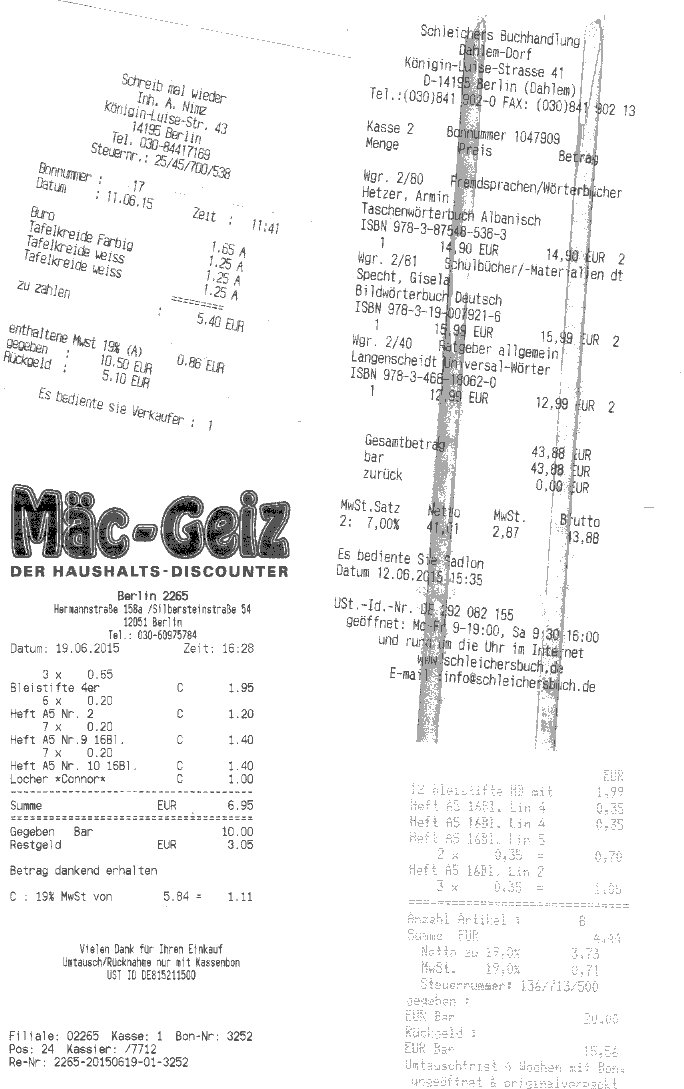 Schreib mal wieder
Inh. A. Nimz
Königin-Luise-Str. 43
14195 Berlin
Tel. 030-84417169
Steuernr.: 25/45/700/538
Bonnummer : 17
Datum : 11.06.15 Zeit : 11:41
Büro
Tafelkreide Farbig 1.65 A
Tafelkreide weiss 1.25 A
Tafelkreide weiss 1.25 A
Tafelkreide weiss 1.25 A
=========
zu zahlen : 5.40 EUR
enthaltene Mwst 19% (A) 0.86 EUR
gegeben : 10.50 EUR
Rückgeld : 5.10 EUR
Es bediente sie Verkäufer : 1
Schleichers Buchhandlung
Dahlem-Dorf
Königin-Luise-Strasse 41
D-14195 Berlin (Dahlem)
Tel.:(030)841 902-0 FAX: (030)841 902 13
Kasse 2 Bonnummer 1047909
Menge Preis Betrag
Wgr. 2/80 Fremdsprachen/Wörterbücher
Hetzer, Armin
Taschenwörterbuch Albanisch
ISBN 978-3-87548-536-3
1 14,90 EUR 14,90 EUR 2
Wgr. 2/81 Schulbücher/-Materialien dt
Specht, Gisela
Bildwörterbuch Deutsch
ISBN 978-3-19-007921-6
1 15,99 EUR 15,99 EUR 2
Wgr. 2/40 Ratgeber allgemein
Langenscheidt Universal-Wörter
ISBN 978-3-468-18062-0
1 12,99 EUR 12,99 EUR 2
Gesamtbetrag 43,88 EUR
bar 43,88 EUR
zurück 0,00 EUR
MwSt.Satz Netto MwSt. Brutto
2: 7,00% 41,01 2,87 43,88
Es bediente Sie Sadlon
Datum 12.06.2015 15:35
USt.-Id.-Nr. DE 292 082 155
geöffnet: Mo-Fr 9-19:00, Sa 9:30-16:00
und rund um die Uhr im Internet
www.schleichersbuch.de
E-mail :info@schleichersbuch.de
Mäc-Geiz
DER HAUSHALTS-DISCOUNTER
Berlin 2265
Hermannstraße 158a /Silbersteinstraße 54
12051 Berlin
Tel.: 030-60975784
Datum: 19.06.2015 Zeit: 16:28
3 x 0.65
Bleistifte 4er C 1.95
6 x 0.20
Heft A5 Nr. 2 C 1.20
7 x 0.20
Heft A5 Nr.9 16Bl. C 1.40
7 x 0.20
Heft A5 Nr. 10 16Bl. C 1.40
Locher *Connor* C 1.00
Summe EUR 6.95
Gegeben Bar 10.00
Restgeld EUR 3.05
Betrag dankend erhalten
C : 19% MwSt von 5.84 = 1.11
Vielen Dank für Ihren Einkauf
Umtausch/Rücknahme nur mit Kassenbon
UST ID DE815211500
Filiale: 02265 Kasse: 1 Bon-Nr: 3252
Pos: 24 Kassier: /7712
Re-Nr: 2265-20150619-01-3252
EUR
12 Bleistifte HB mit 1,99
Heft A5 16Bl. Lin 4 0,35
Heft A5 16Bl. Lin 4 0,35
Heft A5 16Bl. Lin 5
2 x 0,35 = 0,70
Heft A5 16Bl. Lin 2
3 x 0,35 = 1,05
Anzahl Artikel : 8
Summe EUR 4,44
Netto zu 19,0% 3,73
MwSt. 19,0% 0,71
Steuernummer: 136/713/500
gegeben :
EUR Bar 20,00
Rückgeld :
EUR Bar 15,56
Umtauschfrist 4 Wochen mit Bon,
ungeöffnet & originalverpackt